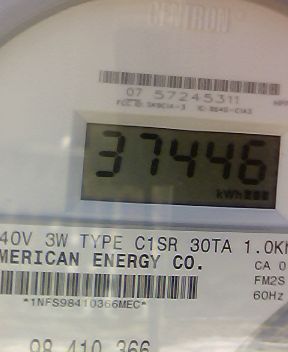 CENTRON
07 57245311
37446
kWh
40V 3W TYPE C1SR 30TA 1.0K
MERICAN ENERGY CO.
CA 0
FM2S
60Hz
*1NFS98410366MEC*
98 410 366